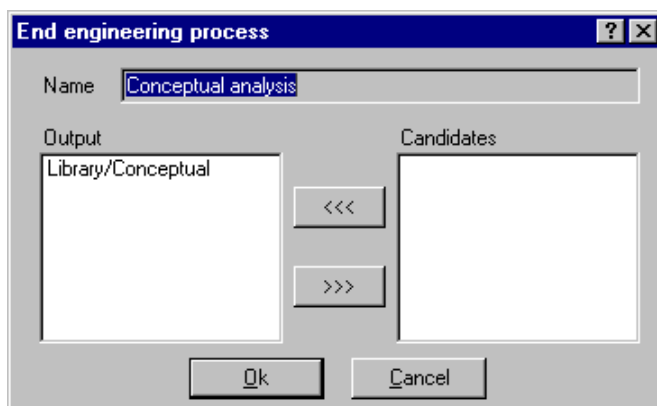 End engineering process
Name Conceptual analysis
Output Candidates
Library/Conceptual
<<<
>>>
Ok Cancel